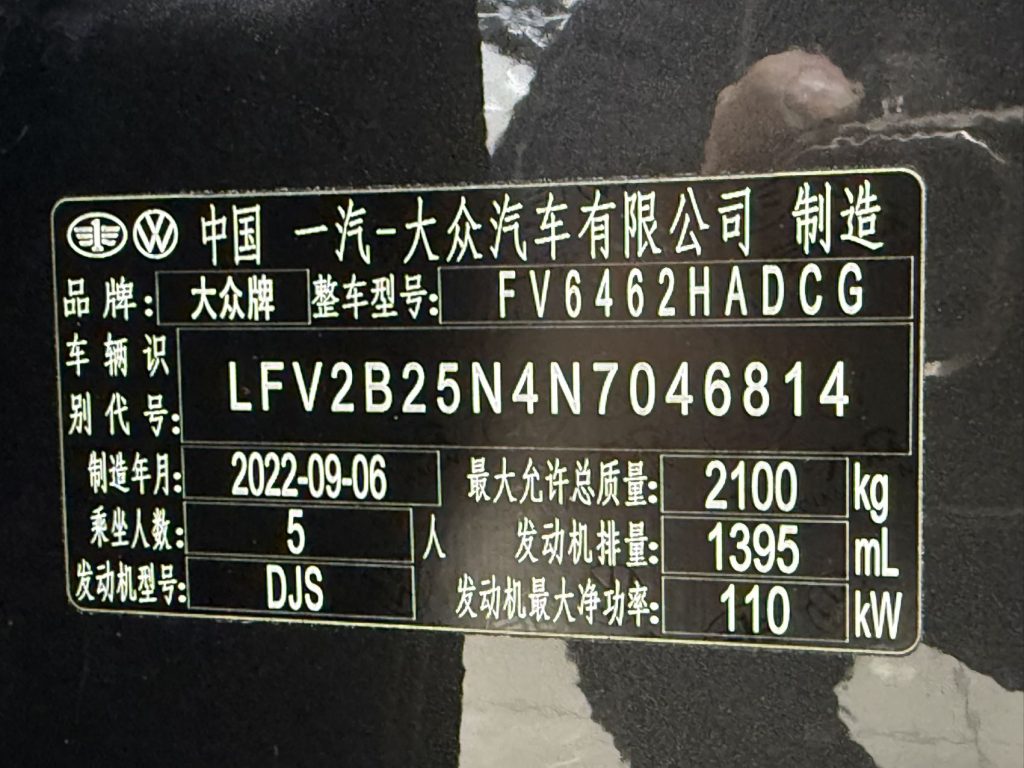 中国 一汽-大众汽车有限公司 制造
品牌: 大众牌 整车型号: FV6462HADCG
车辆识别代号: LFV2B25N4N7046814
制造年月: 2022-09-06 最大允许总质量: 2100 kg
乘坐人数: 5 人 发动机排量: 1395 mL
发动机型号: DJS 发动机最大净功率: 110 kW